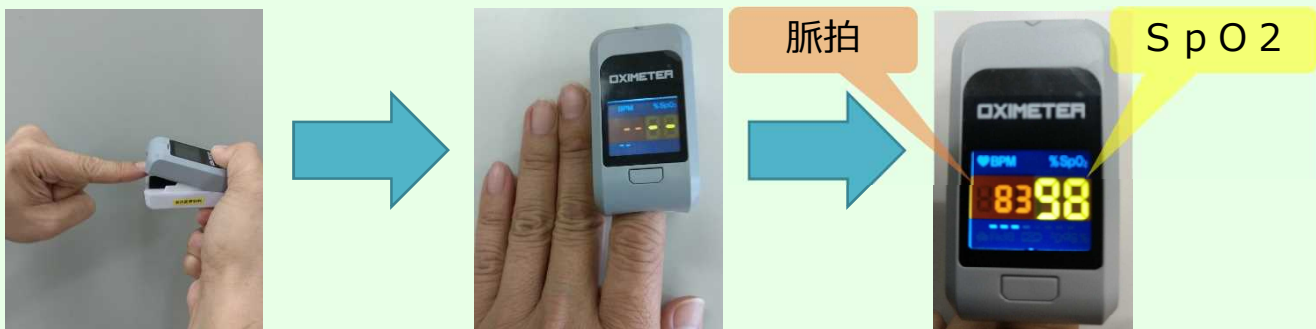 脈拍
ＳｐＯ２
OXIMETER
BPM %SpO₂
-- --
OXIMETER
♥BPM %SpO₂
83 98